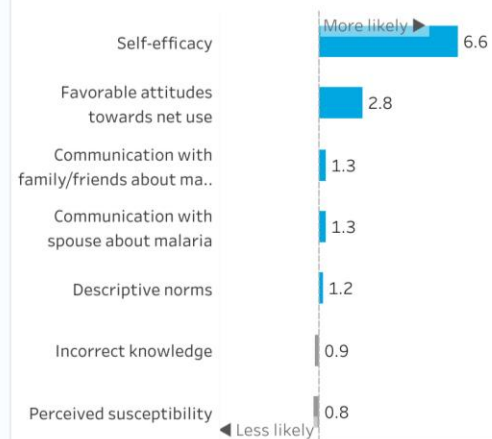 More likely ▶
Self-efficacy 6.6
Favorable attitudes
towards net use 2.8
Communication with
family/friends about ma.. 1.3
Communication with
spouse about malaria 1.3
Descriptive norms 1.2
Incorrect knowledge 0.9
Perceived susceptibility 0.8
◀ Less likely